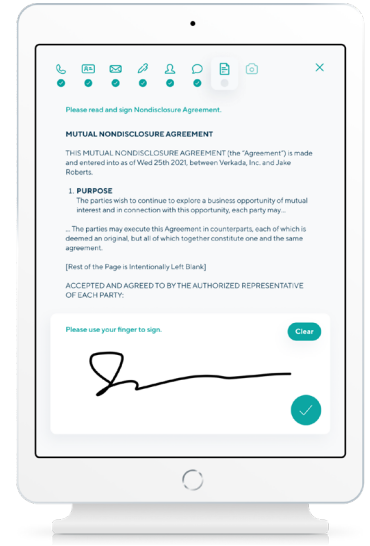 Please read and sign Nondisclosure Agreement.
MUTUAL NONDISCLOSURE AGREEMENT
THIS MUTUAL NONDISCLOSURE AGREEMENT (the "Agreement") is made
and entered into as of Wed 25th 2021, between Verkada, Inc. and Jake
Roberts.
1. PURPOSE
The parties wish to continue to explore a business opportunity of mutual
interest and in connection with this opportunity, each party may...
... The parties may execute this Agreement in counterparts, each of which is
deemed an original, but all of which together constitute one and the same
agreement.
[Rest of the Page is Intentionally Left Blank]
ACCEPTED AND AGREED TO BY THE AUTHORIZED REPRESENTATIVE
OF EACH PARTY:
Please use your finger to sign.
Clear